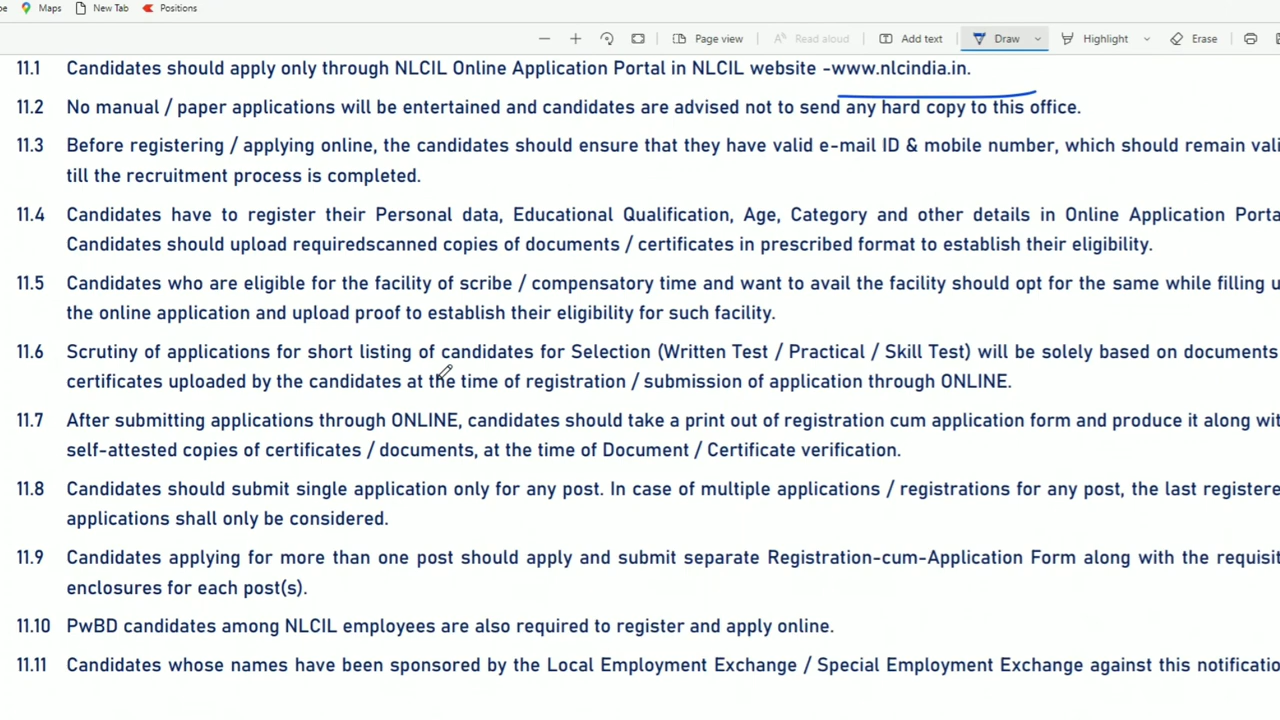 Maps New Tab Positions
Page view Read aloud Add text Draw Highlight Erase
11.1 Candidates should apply only through NLCIL Online Application Portal in NLCIL website -www.nlcindia.in.
11.2 No manual / paper applications will be entertained and candidates are advised not to send any hard copy to this office.
11.3 Before registering / applying online, the candidates should ensure that they have valid e-mail ID & mobile number, which should remain vali
till the recruitment process is completed.
11.4 Candidates have to register their Personal data, Educational Qualification, Age, Category and other details in Online Application Porta
Candidates should upload requiredscanned copies of documents / certificates in prescribed format to establish their eligibility.
11.5 Candidates who are eligible for the facility of scribe / compensatory time and want to avail the facility should opt for the same while filling u
the online application and upload proof to establish their eligibility for such facility.
11.6 Scrutiny of applications for short listing of candidates for Selection (Written Test / Practical / Skill Test) will be solely based on documents
certificates uploaded by the candidates at the time of registration / submission of application through ONLINE.
11.7 After submitting applications through ONLINE, candidates should take a print out of registration cum application form and produce it along wit
self-attested copies of certificates / documents, at the time of Document / Certificate verification.
11.8 Candidates should submit single application only for any post. In case of multiple applications / registrations for any post, the last registere
applications shall only be considered.
11.9 Candidates applying for more than one post should apply and submit separate Registration-cum-Application Form along with the requisit
enclosures for each post(s).
11.10 PwBD candidates among NLCIL employees are also required to register and apply online.
11.11 Candidates whose names have been sponsored by the Local Employment Exchange / Special Employment Exchange against this notificatio